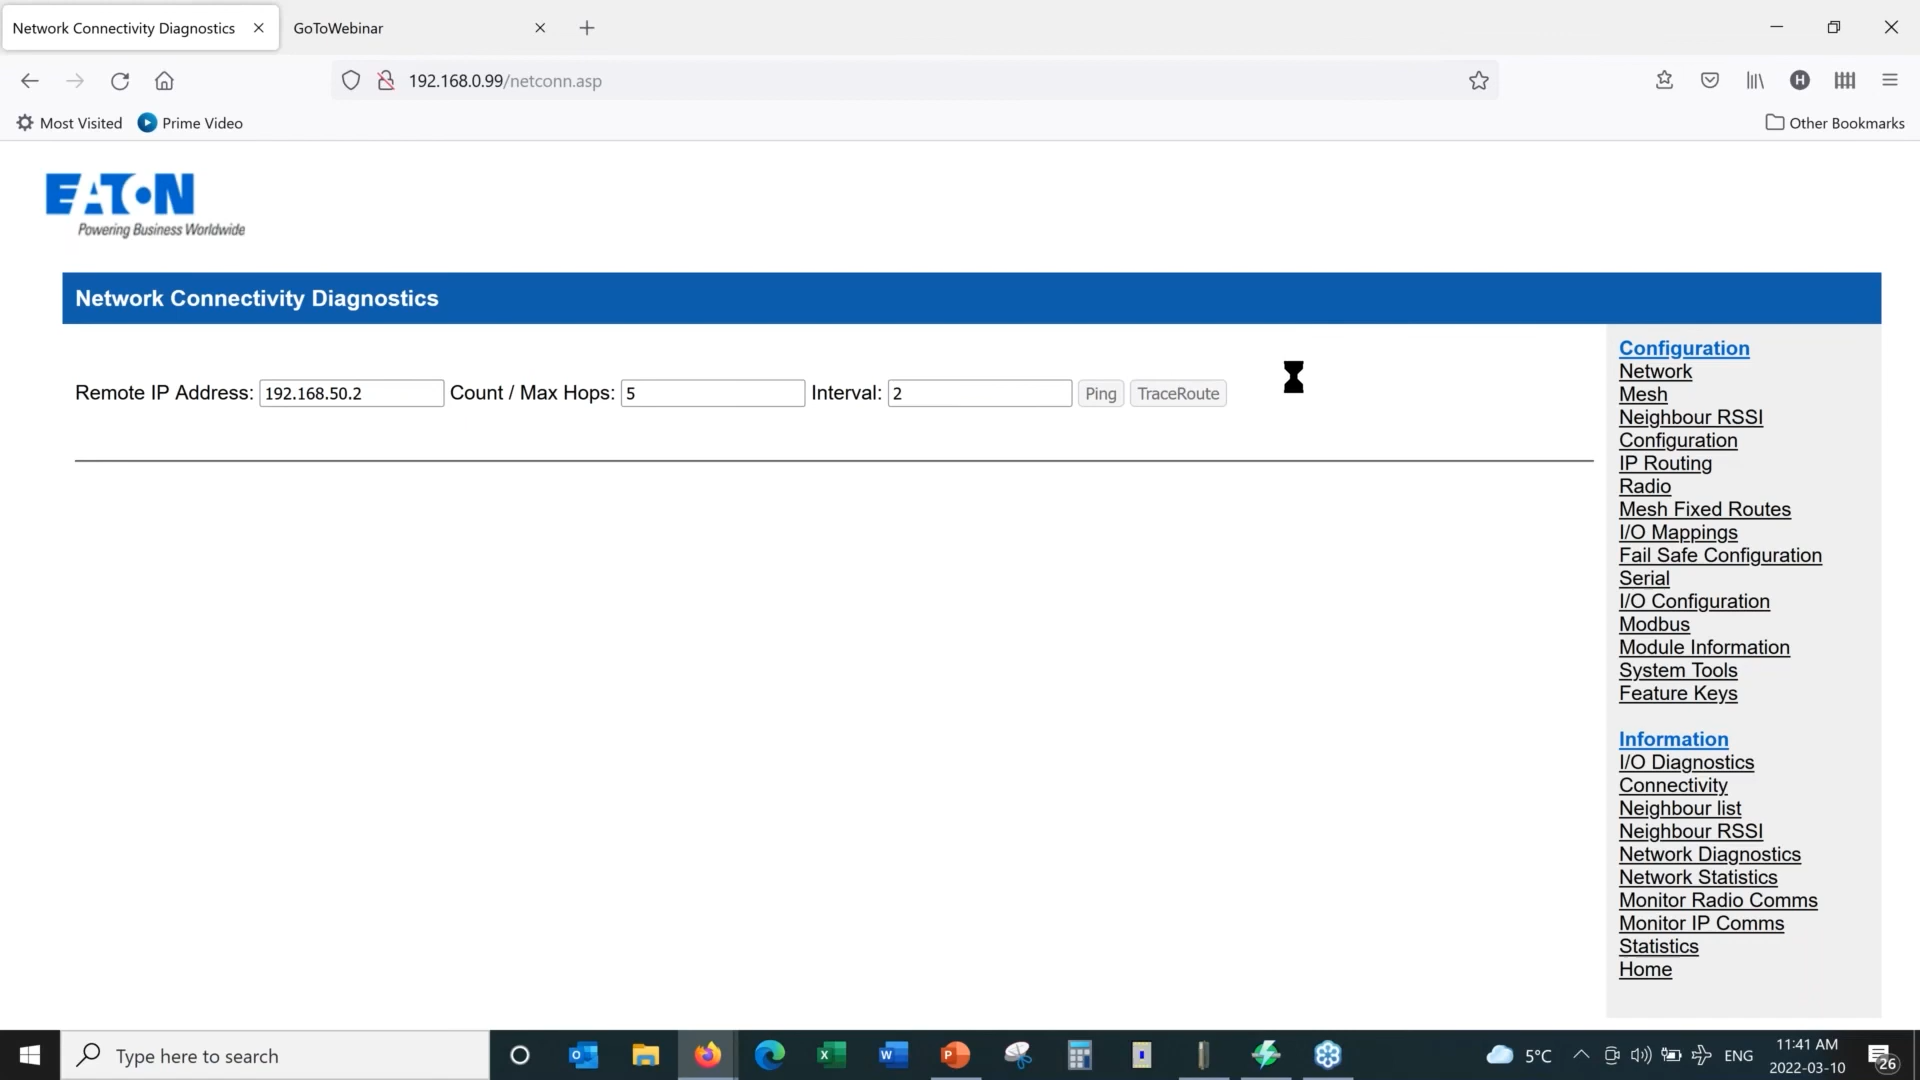 Network Connectivity Diagnostics
GoToWebinar
192.168.0.99/netconn.asp
H
Most Visited
Prime Video
Other Bookmarks
EATON
Powering Business Worldwide
Network Connectivity Diagnostics
Remote IP Address: 192.168.50.2 Count / Max Hops: 5 Interval: 2 Ping TraceRoute
Configuration
Network
Mesh
Neighbour RSSI
Configuration
IP Routing
Radio
Mesh Fixed Routes
I/O Mappings
Fail Safe Configuration
Serial
I/O Configuration
Modbus
Module Information
System Tools
Feature Keys
Information
I/O Diagnostics
Connectivity
Neighbour list
Neighbour RSSI
Network Diagnostics
Network Statistics
Monitor Radio Comms
Monitor IP Comms
Statistics
Home
Type here to search
5°C
ENG
11:41 AM
2022-03-10
26